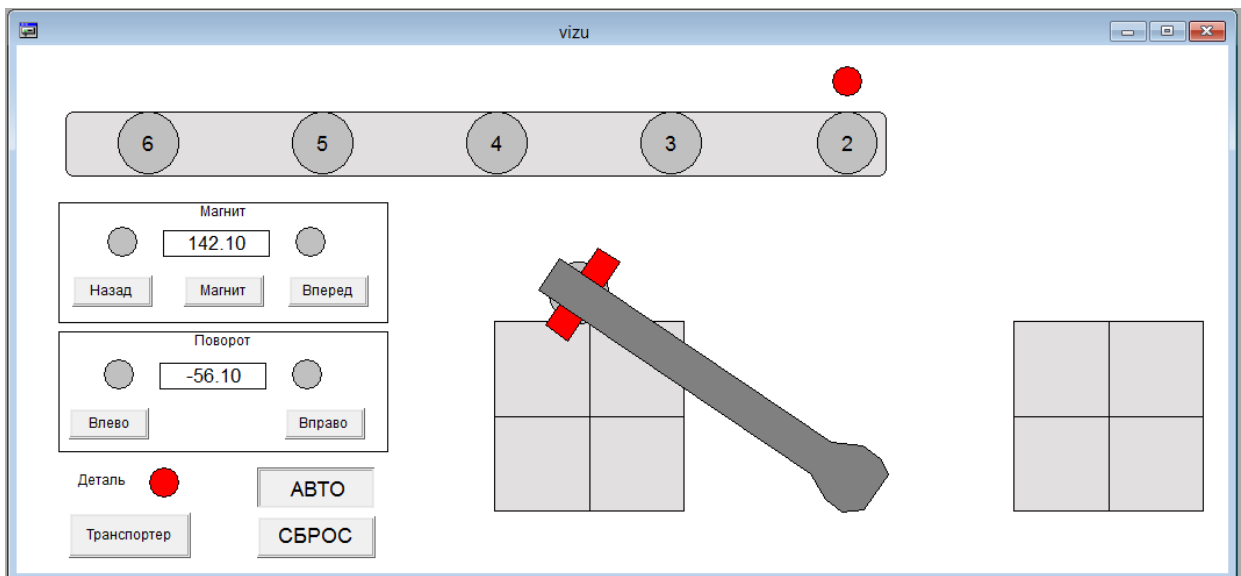 vizu
6 5 4 3 2
Магнит
142.10
Назад Магнит Вперед
Поворот
-56.10
Влево Вправо
Деталь
АВТО
Транспортер
СБРОС